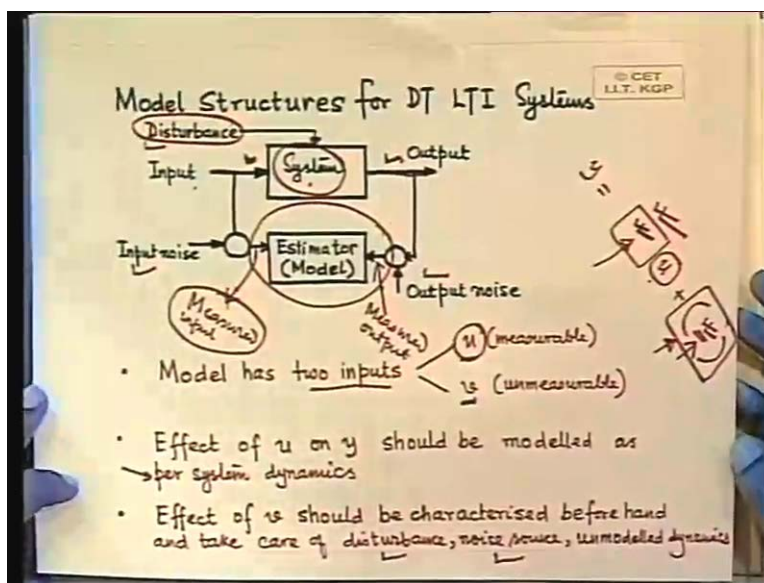 © CET
I.I.T. KGP
Model Structures for DT LTI Systems
Disturbance
Input
System
Output
y =
Input noise
Estimator
(Model)
Output noise
u
+
Measured
input
Measured
output
• Model has two inputs
u (measurable)
v (unmeasurable)
• Effect of u on y should be modelled as
per system dynamics
• Effect of v should be characterised before hand
and take care of disturbance, noise source, unmodelled dynamics